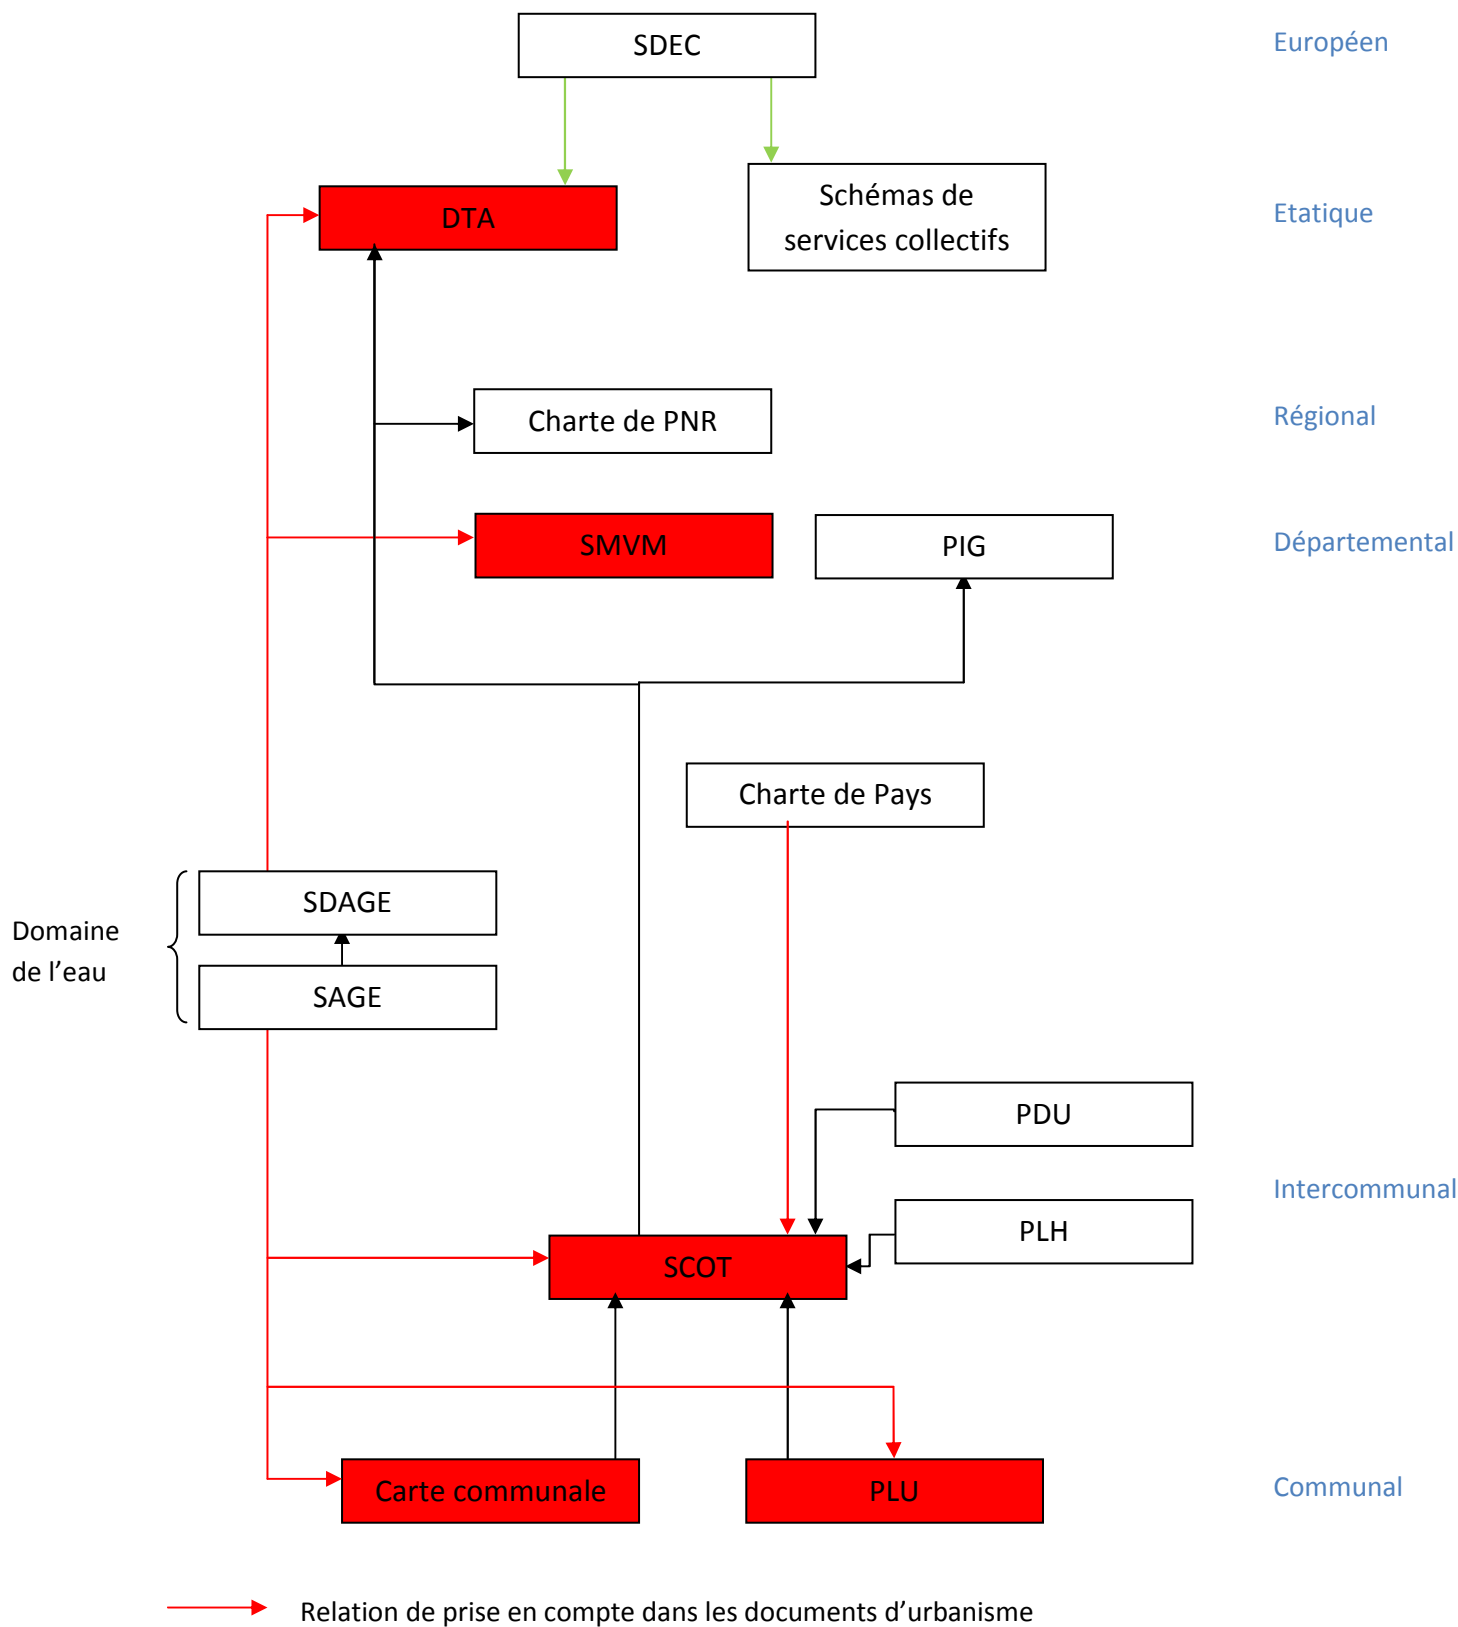 SDEC
Européen
DTA
Schémas de
services collectifs
Etatique
Charte de PNR
Régional
SMVM
PIG
Départemental
Charte de Pays
SDAGE
Domaine
de l’eau
SAGE
PDU
Intercommunal
PLH
SCOT
Carte communale
PLU
Communal
Relation de prise en compte dans les documents d’urbanisme